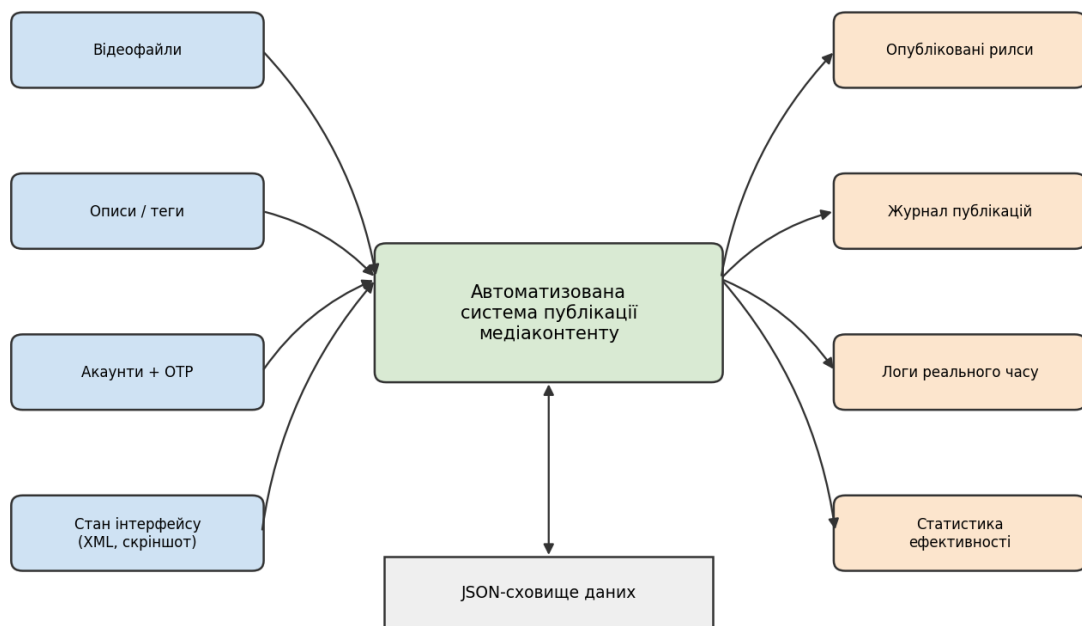 Відеофайли
Описи / теги
Акаунти + OTP
Стан інтерфейсу
(XML, скріншот)
Автоматизована
система публікації
медіаконтенту
JSON-сховище даних
Опубліковані рилси
Журнал публікацій
Логи реального часу
Статистика
ефективності